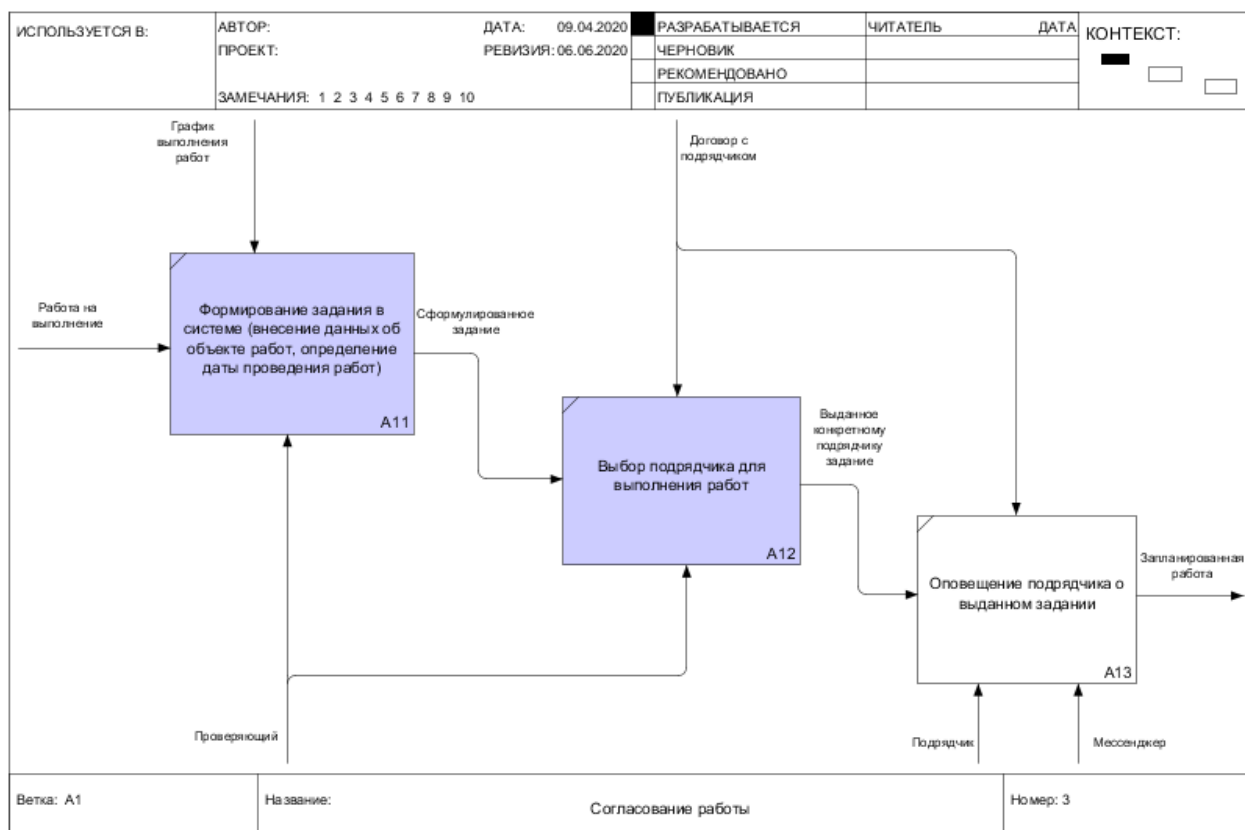 ИСПОЛЬЗУЕТСЯ В:
АВТОР:
ДАТА: 09.04.2020
ПРОЕКТ:
РЕВИЗИЯ: 06.06.2020
ЗАМЕЧАНИЯ: 1 2 3 4 5 6 7 8 9 10
РАЗРАБАТЫВАЕТСЯ
ЧЕРНОВИК
РЕКОМЕНДОВАНО
ПУБЛИКАЦИЯ
ЧИТАТЕЛЬ
ДАТА
КОНТЕКСТ:
График
выполнения
работ
Договор с
подрядчиком
Работа на
выполнение
Формирование задания в
системе (внесение данных об
объекте работ, определение
даты проведения работ)
A11
Сформулированное
задание
Выбор подрядчика для
выполнения работ
A12
Выданное
конкретному
подрядчику
задание
Оповещение подрядчика о
выданном задании
A13
Запланированная
работа
Проверяющий
Подрядчик
Мессенджер
Ветка: A1
Название:
Согласование работы
Номер: 3